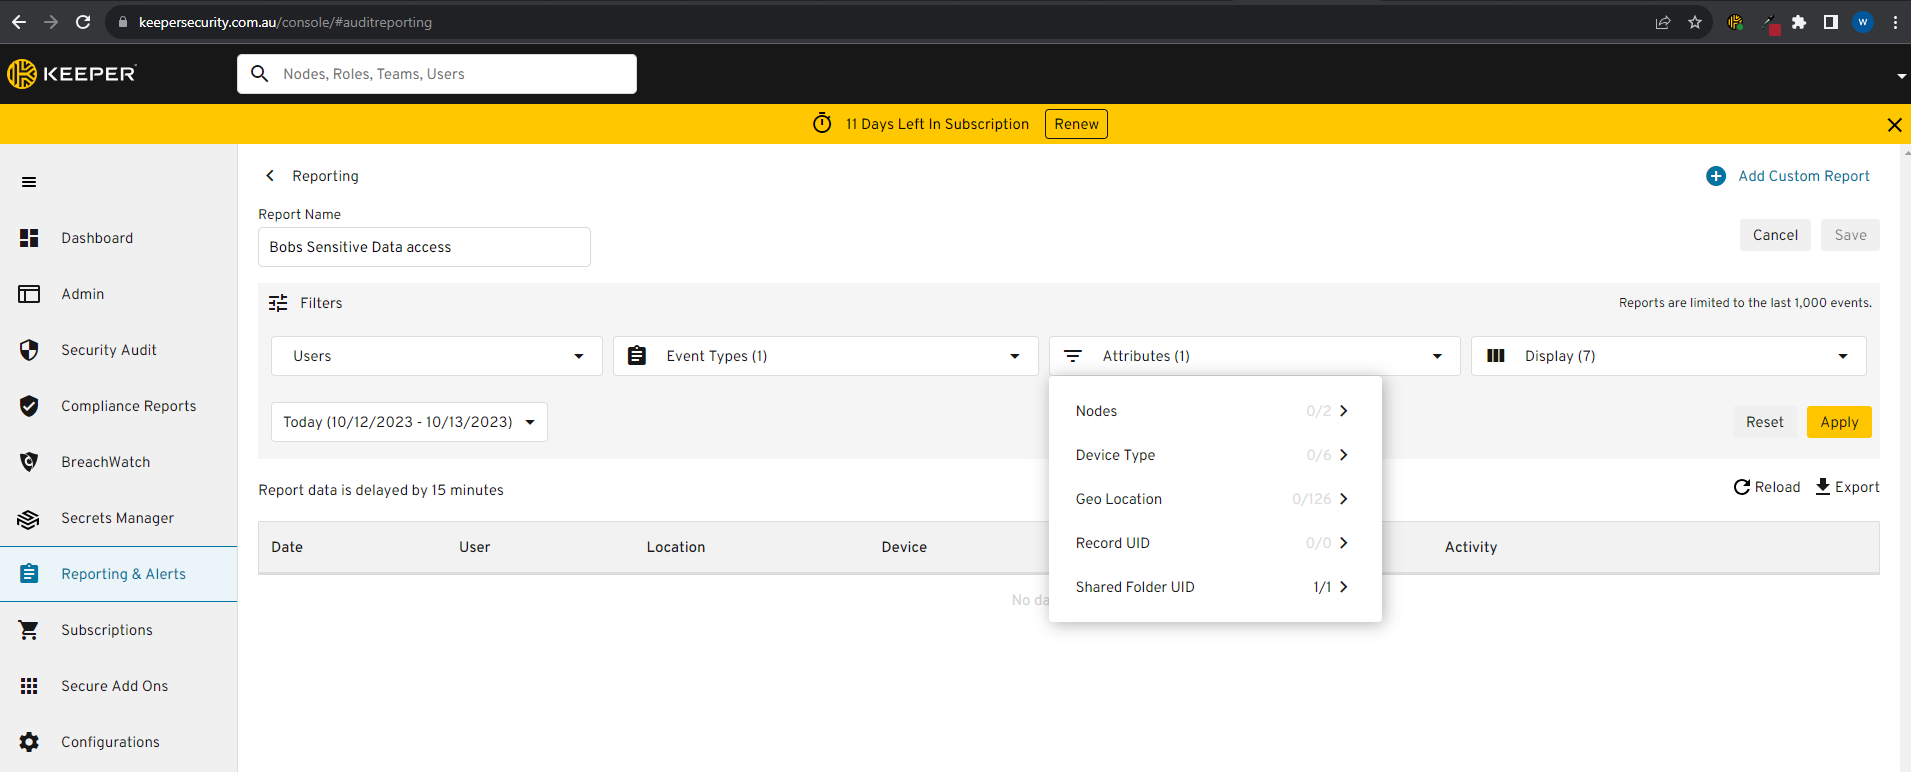 keepersecurity.com.au/console/#auditreporting
W
KEEPER
Nodes, Roles, Teams, Users
11 Days Left In Subscription
Renew
Reporting
Add Custom Report
Report Name
Bobs Sensitive Data access
Cancel
Save
Dashboard
Admin
Security Audit
Compliance Reports
BreachWatch
Secrets Manager
Reporting & Alerts
Subscriptions
Secure Add Ons
Configurations
Filters
Reports are limited to the last 1,000 events.
Users
Event Types (1)
Attributes (1)
Display (7)
Today (10/12/2023 - 10/13/2023)
Reset
Apply
Nodes 0/2
Device Type 0/6
Geo Location 0/126
Record UID 0/0
Shared Folder UID 1/1
Report data is delayed by 15 minutes
Reload
Export
Date User Location Device Activity
No da